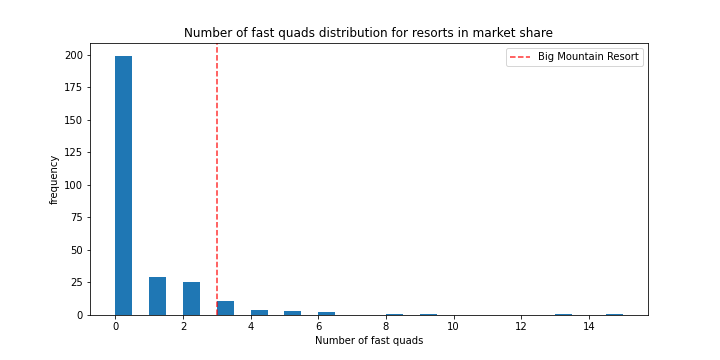 Number of fast quads distribution for resorts in market share
Big Mountain Resort
200
175
150
125
100
75
50
25
0
frequency
0 2 4 6 8 10 12 14
Number of fast quads